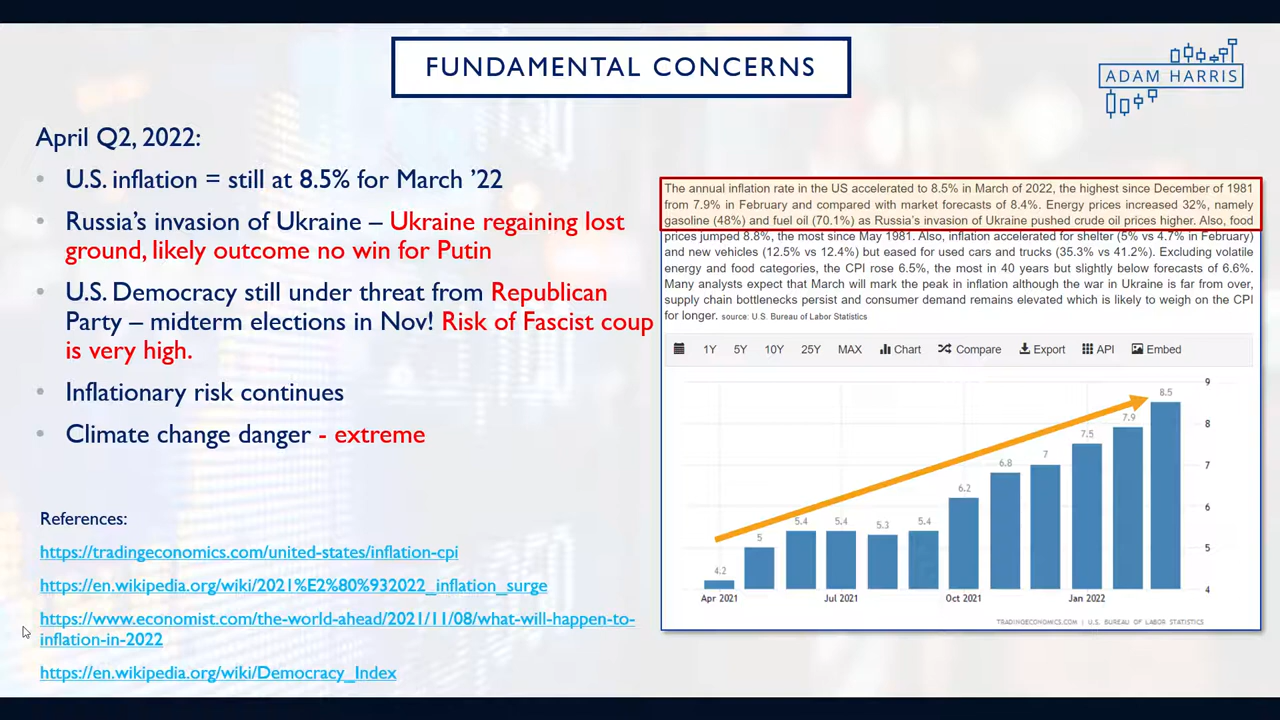 FUNDAMENTAL CONCERNS
ADAM HARRIS
April Q2, 2022:
• U.S. inflation = still at 8.5% for March ’22
• Russia’s invasion of Ukraine – Ukraine regaining lost
ground, likely outcome no win for Putin
• U.S. Democracy still under threat from Republican
Party – midterm elections in Nov! Risk of Fascist coup
is very high.
• Inflationary risk continues
• Climate change danger - extreme
References:
https://tradingeconomics.com/united-states/inflation-cpi
https://en.wikipedia.org/wiki/2021%E2%80%932022_inflation_surge
https://www.economist.com/the-world-ahead/2021/11/08/what-will-happen-to-
inflation-in-2022
https://en.wikipedia.org/wiki/Democracy_Index
The annual inflation rate in the US accelerated to 8.5% in March of 2022, the highest since December of 1981
from 7.9% in February and compared with market forecasts of 8.4%. Energy prices increased 32%, namely
gasoline (48%) and fuel oil (70.1%) as Russia’s invasion of Ukraine pushed crude oil prices higher. Also, food
prices jumped 8.8%, the most since May 1981. Also, inflation accelerated for shelter (5% vs 4.7% in February)
and new vehicles (12.5% vs 12.4%) but eased for used cars and trucks (35.3% vs 41.2%). Excluding volatile
energy and food categories, the CPI rose 6.5%, the most in 40 years but slightly below forecasts of 6.6%.
Many analysts expect that March will mark the peak in inflation although the war in Ukraine is far from over,
supply chain bottlenecks persist and consumer demand remains elevated which is likely to weigh on the CPI
for longer. source: U.S. Bureau of Labor Statistics
1Y 5Y 10Y 25Y MAX Chart Compare Export API Embed
4.2 5 5.4 5.4 5.3 5.4 6.2 6.8 7 7.5 7.9 8.5
9
8
7
6
5
4
Apr 2021 Jul 2021 Oct 2021 Jan 2022
TRADINGECONOMICS.COM | U.S. BUREAU OF LABOR STATISTICS